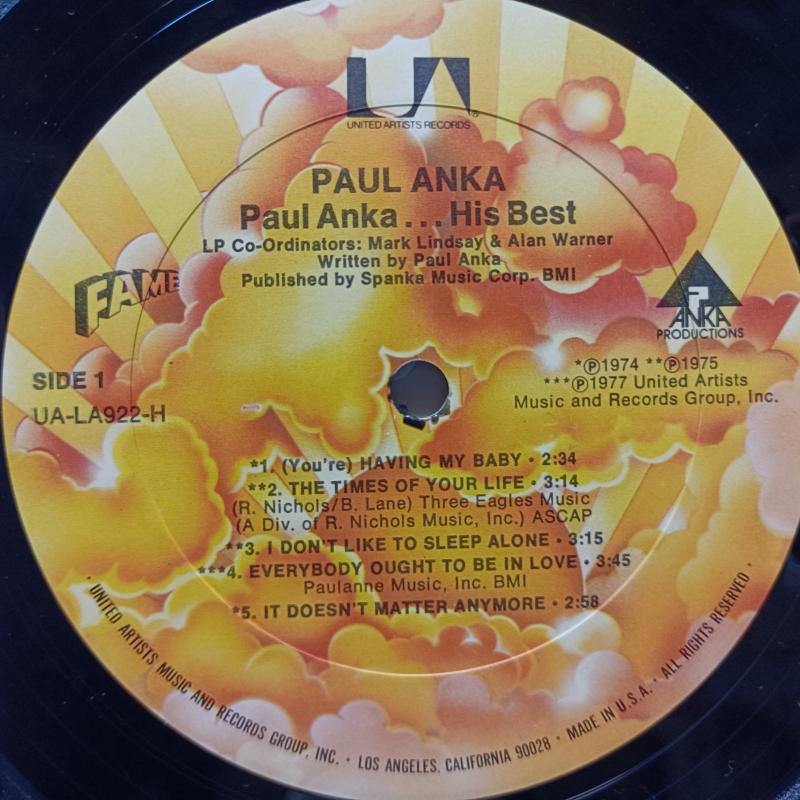 UA®
UNITED ARTISTS RECORDS
PAUL ANKA
Paul Anka...His Best
LP Co-Ordinators: Mark Lindsay & Alan Warner
Written by Paul Anka
Published by Spanka Music Corp. BMI
FAME
ANKA
PRODUCTIONS
SIDE 1
UA-LA922-H
*℗1974 **℗1975
***℗1977 United Artists
Music and Records Group, Inc.
*1. (You're) HAVING MY BABY • 2:34
**2. THE TIMES OF YOUR LIFE • 3:14
(R. Nichols/B. Lane) Three Eagles Music
(A Div. of R. Nichols Music, Inc.) ASCAP
**3. I DON'T LIKE TO SLEEP ALONE • 3:15
***4. EVERYBODY OUGHT TO BE IN LOVE • 3:45
Paulanne Music, Inc. BMI
*5. IT DOESN'T MATTER ANYMORE • 2:58
• UNITED ARTISTS MUSIC AND RECORDS GROUP, INC. • LOS ANGELES, CALIFORNIA 90028 • MADE IN U.S.A. • ALL RIGHTS RESERVED •